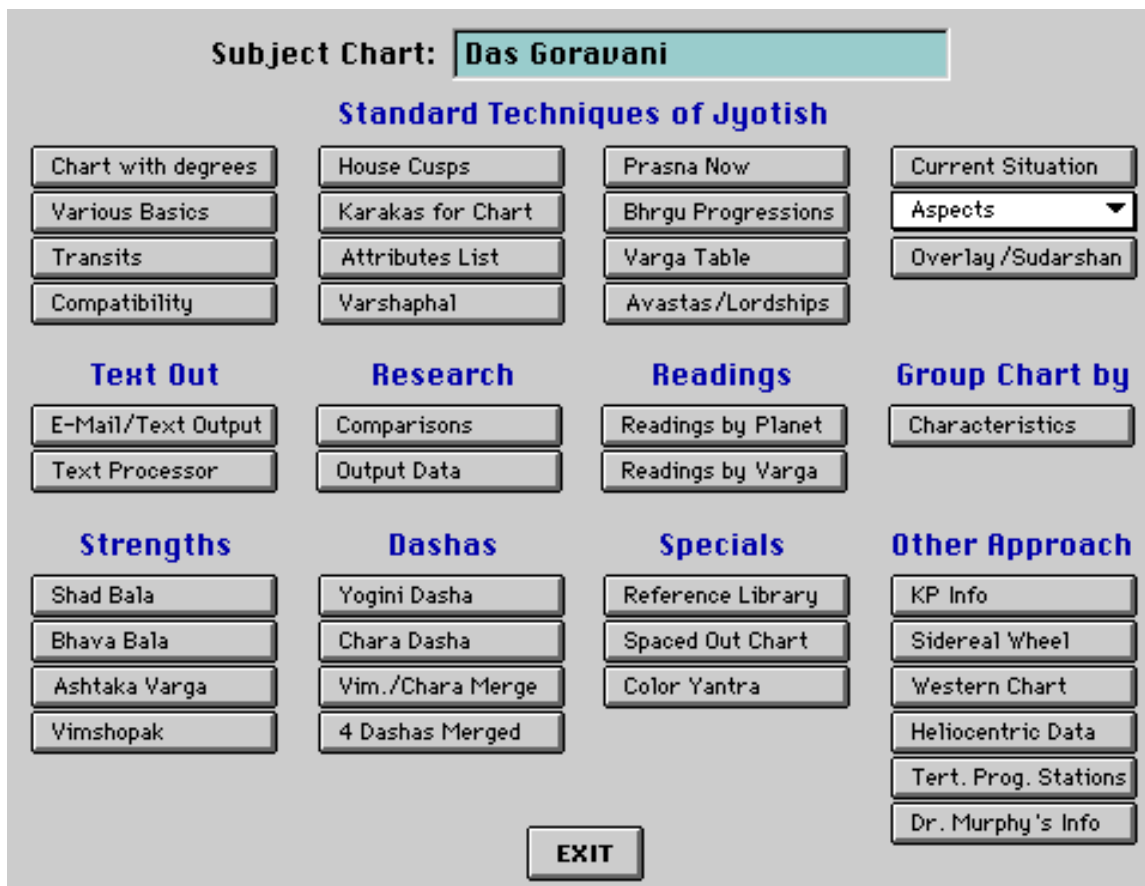 Subject Chart: Das Goravani
Standard Techniques of Jyotish
Chart with degrees House Cusps Prasna Now Current Situation
Various Basics Karakas for Chart Bhrgu Progressions Aspects
Transits Attributes List Varga Table Overlay/Sudarshan
Compatibility Varshaphal Avastas/Lordships
Text Out Research Readings Group Chart by
E-Mail/Text Output Comparisons Readings by Planet Characteristics
Text Processor Output Data Readings by Varga
Strengths Dashas Specials Other Approach
Shad Bala Yogini Dasha Reference Library KP Info
Bhava Bala Chara Dasha Spaced Out Chart Sidereal Wheel
Ashtaka Varga Vim./Chara Merge Color Yantra Western Chart
Vimshopak 4 Dashas Merged Heliocentric Data
Tert. Prog. Stations
Dr. Murphy's Info
EXIT